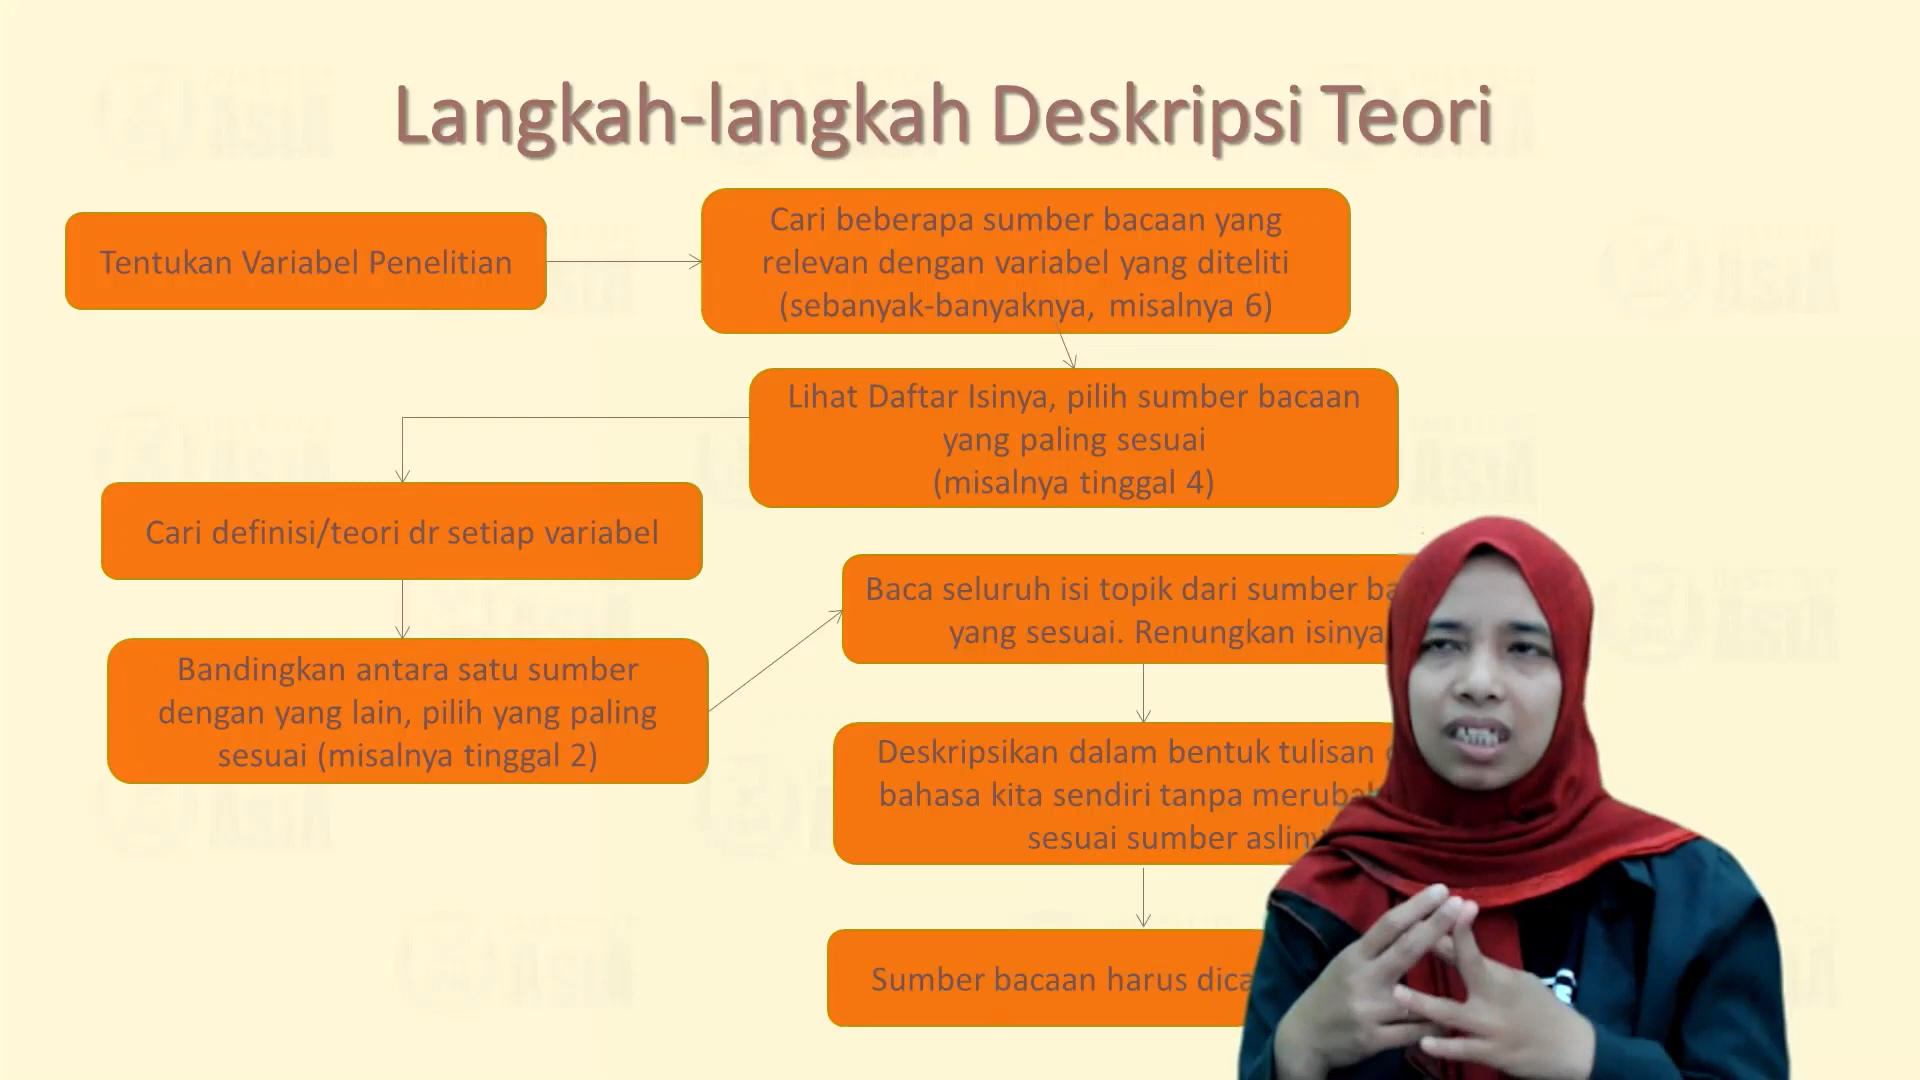 Langkah-langkah Deskripsi Teori
Tentukan Variabel Penelitian
Cari beberapa sumber bacaan yang
relevan dengan variabel yang diteliti
(sebanyak-banyaknya, misalnya 6)
Lihat Daftar Isinya, pilih sumber bacaan
yang paling sesuai
(misalnya tinggal 4)
Cari definisi/teori dr setiap variabel
Bandingkan antara satu sumber
dengan yang lain, pilih yang paling
sesuai (misalnya tinggal 2)
Baca seluruh isi topik dari sumber
yang sesuai. Renungkan isinya
Deskripsikan dalam bentuk tulisan
bahasa kita sendiri tanpa
sesuai sumber
Sumber bacaan harus